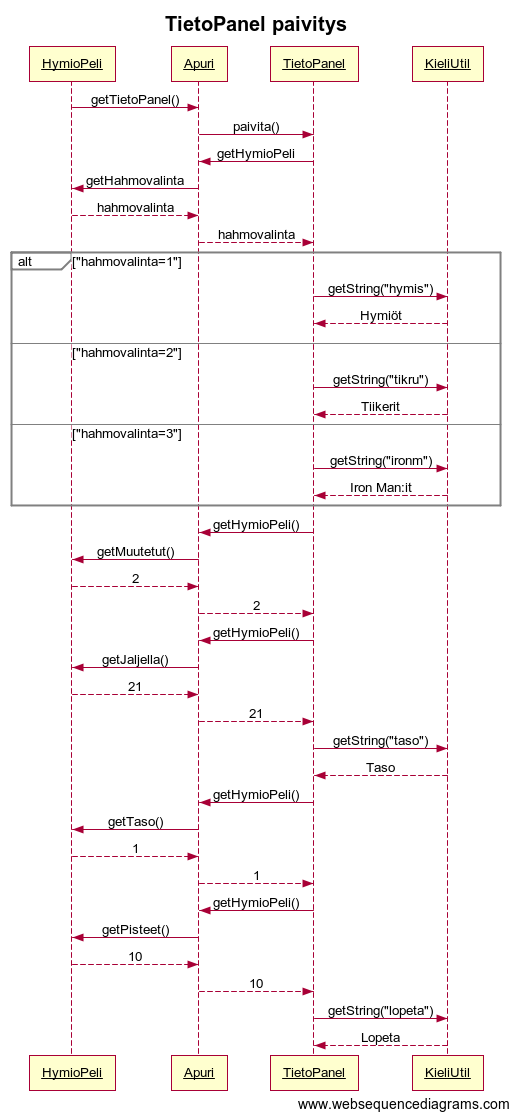 TietoPanel paivitys
HymioPeli Apuri TietoPanel KieliUtil
getTietoPanel()
paivita()
getHymioPeli
getHahmovalinta
hahmovalinta
hahmovalinta
alt ["hahmovalinta=1"]
getString("hymis")
Hymiöt
["hahmovalinta=2"]
getString("tikru")
Tiikerit
["hahmovalinta=3"]
getString("ironm")
Iron Man:it
getHymioPeli()
getMuutetut()
2
2
getHymioPeli()
getJaljella()
21
21
getString("taso")
Taso
getHymioPeli()
getTaso()
1
1
getHymioPeli()
getPisteet()
10
10
getString("lopeta")
Lopeta
HymioPeli Apuri TietoPanel KieliUtil
www.websequencediagrams.com